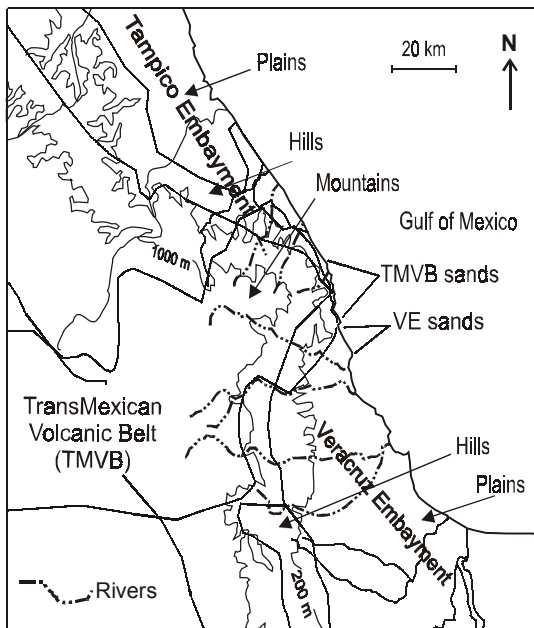 Tampico Embayment
Plains
20 km
N
Hills
Mountains
Gulf of Mexico
1000 m
TMVB sands
VE sands
TransMexican
Volcanic Belt
(TMVB)
Veracruz Embayment
Hills
Plains
Rivers
200 m